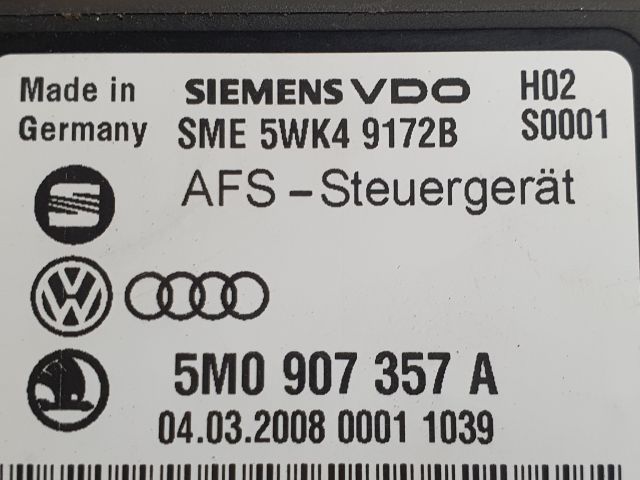 Made in Germany
SIEMENS VDO
SME 5WK4 9172B
H02
S0001
AFS -Steuergerät
5M0 907 357 A
04.03.2008 0001 1039